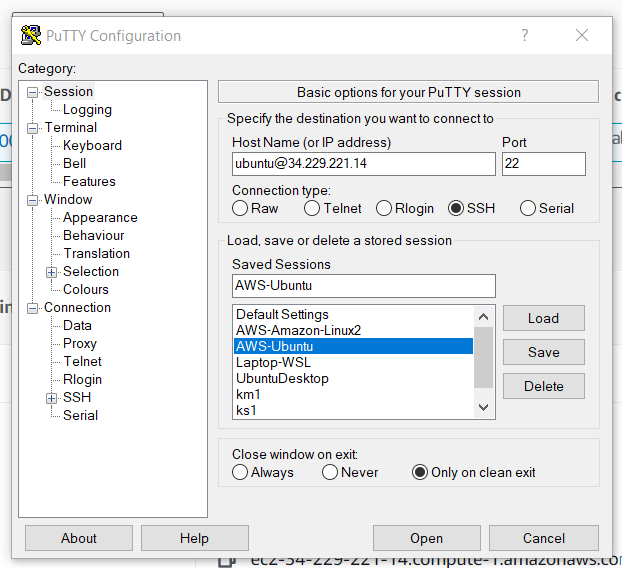 PuTTY Configuration
?
Category:
Session
Logging
Terminal
Keyboard
Bell
Features
Window
Appearance
Behaviour
Translation
Selection
Colours
Connection
Data
Proxy
Telnet
Rlogin
SSH
Serial
Basic options for your PuTTY session
Specify the destination you want to connect to
Host Name (or IP address) Port
ubuntu@34.229.221.14 22
Connection type:
Raw Telnet Rlogin SSH Serial
Load, save or delete a stored session
Saved Sessions
AWS-Ubuntu
Default Settings
AWS-Amazon-Linux2
AWS-Ubuntu
Laptop-WSL
UbuntuDesktop
km1
ks1
Load
Save
Delete
Close window on exit:
Always Never Only on clean exit
About Help Open Cancel
ec2-34-229-221-14.compute-1.amazonaws.co